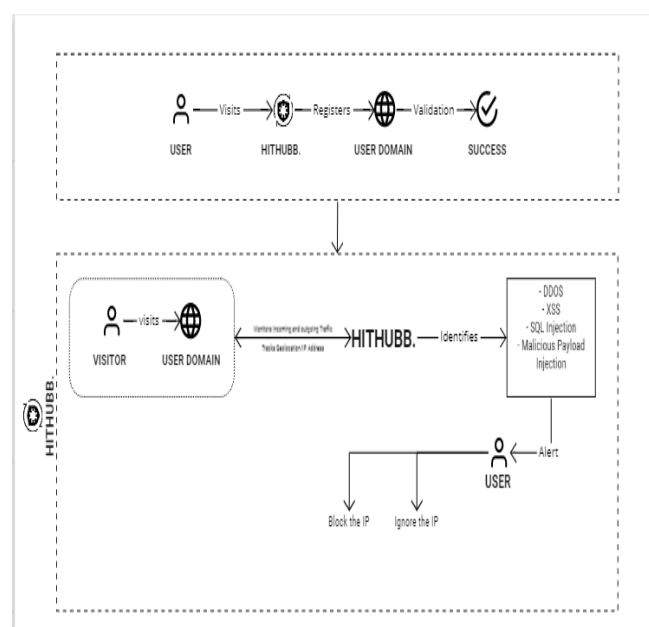 Visits
Registers
Validation
USER
HITHUBB.
USER DOMAIN
SUCCESS
- DDOS
- XSS
- SQL Injection
- Malicious Payload
Injection
visits
VISITOR
USER DOMAIN
Monitors Incoming and outgoing Traffic
Tracks Geolocation/IP Address
HITHUBB.
Identifies
HITHUBB.
Alert
USER
Block the IP
Ignore the IP